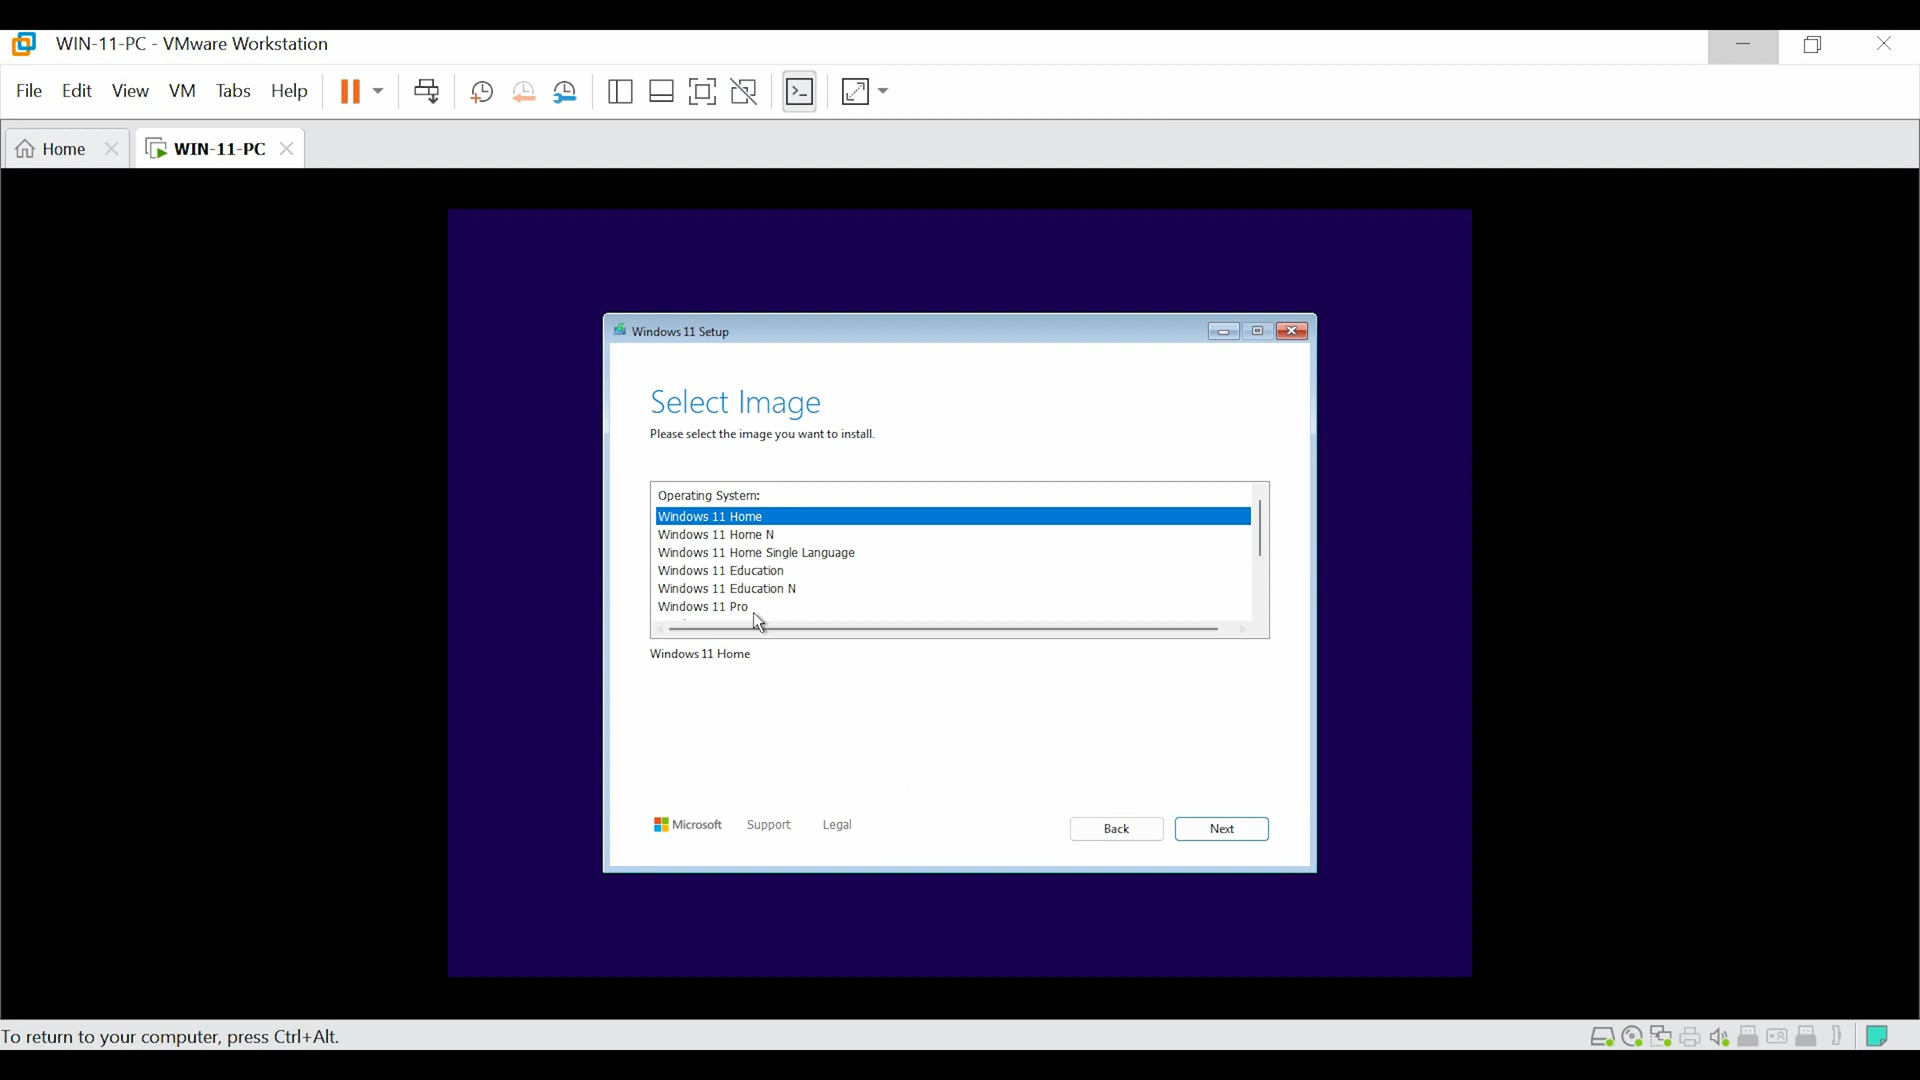 WIN-11-PC - VMware Workstation
File Edit View VM Tabs Help
Home WIN-11-PC
Windows 11 Setup
Select Image
Please select the image you want to install.
Operating System:
Windows 11 Home
Windows 11 Home N
Windows 11 Home Single Language
Windows 11 Education
Windows 11 Education N
Windows 11 Pro
Windows 11 Home
Microsoft Support Legal Back Next
To return to your computer, press Ctrl+Alt.